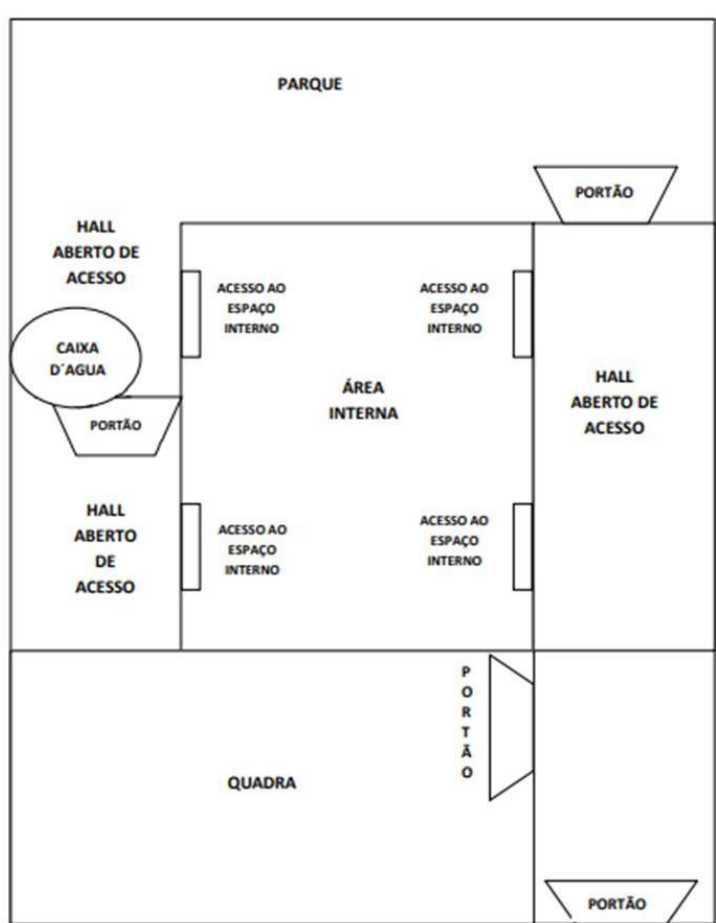 PARQUE
PORTÃO
HALL
ABERTO DE
ACESSO
ACESSO AO
ESPAÇO
INTERNO
ACESSO AO
ESPAÇO
INTERNO
CAIXA
D´AGUA
PORTÃO
ÁREA
INTERNA
HALL
ABERTO DE
ACESSO
HALL
ABERTO
DE
ACESSO
ACESSO AO
ESPAÇO
INTERNO
ACESSO AO
ESPAÇO
INTERNO
PORTÃO
QUADRA
PORTÃO